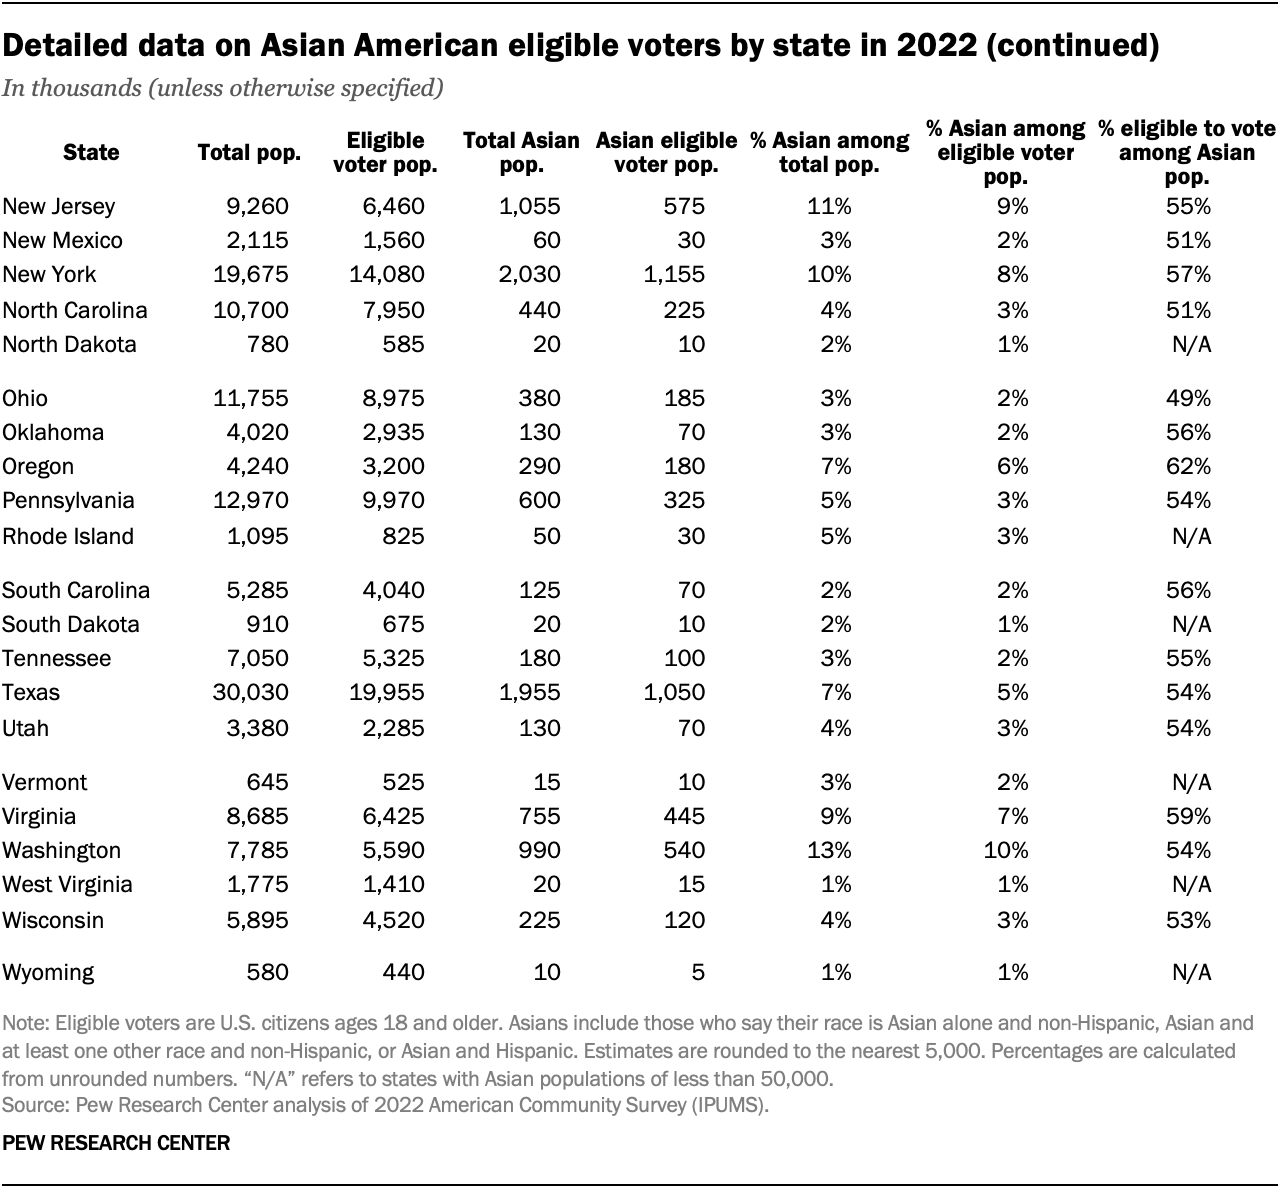 Detailed data on Asian American eligible voters by state in 2022 (continued)
In thousands (unless otherwise specified)
State Total pop. Eligible voter pop. Total Asian pop. Asian eligible voter pop. % Asian among total pop. % Asian among eligible voter pop. % eligible to vote among Asian pop.
New Jersey 9,260 6,460 1,055 575 11% 9% 55%
New Mexico 2,115 1,560 60 30 3% 2% 51%
New York 19,675 14,080 2,030 1,155 10% 8% 57%
North Carolina 10,700 7,950 440 225 4% 3% 51%
North Dakota 780 585 20 10 2% 1% N/A
Ohio 11,755 8,975 380 185 3% 2% 49%
Oklahoma 4,020 2,935 130 70 3% 2% 56%
Oregon 4,240 3,200 290 180 7% 6% 62%
Pennsylvania 12,970 9,970 600 325 5% 3% 54%
Rhode Island 1,095 825 50 30 5% 3% N/A
South Carolina 5,285 4,040 125 70 2% 2% 56%
South Dakota 910 675 20 10 2% 1% N/A
Tennessee 7,050 5,325 180 100 3% 2% 55%
Texas 30,030 19,955 1,955 1,050 7% 5% 54%
Utah 3,380 2,285 130 70 4% 3% 54%
Vermont 645 525 15 10 3% 2% N/A
Virginia 8,685 6,425 755 445 9% 7% 59%
Washington 7,785 5,590 990 540 13% 10% 54%
West Virginia 1,775 1,410 20 15 1% 1% N/A
Wisconsin 5,895 4,520 225 120 4% 3% 53%
Wyoming 580 440 10 5 1% 1% N/A
Note: Eligible voters are U.S. citizens ages 18 and older. Asians include those who say their race is Asian alone and non-Hispanic, Asian and
at least one other race and non-Hispanic, or Asian and Hispanic. Estimates are rounded to the nearest 5,000. Percentages are calculated
from unrounded numbers. “N/A” refers to states with Asian populations of less than 50,000.
Source: Pew Research Center analysis of 2022 American Community Survey (IPUMS).
PEW RESEARCH CENTER